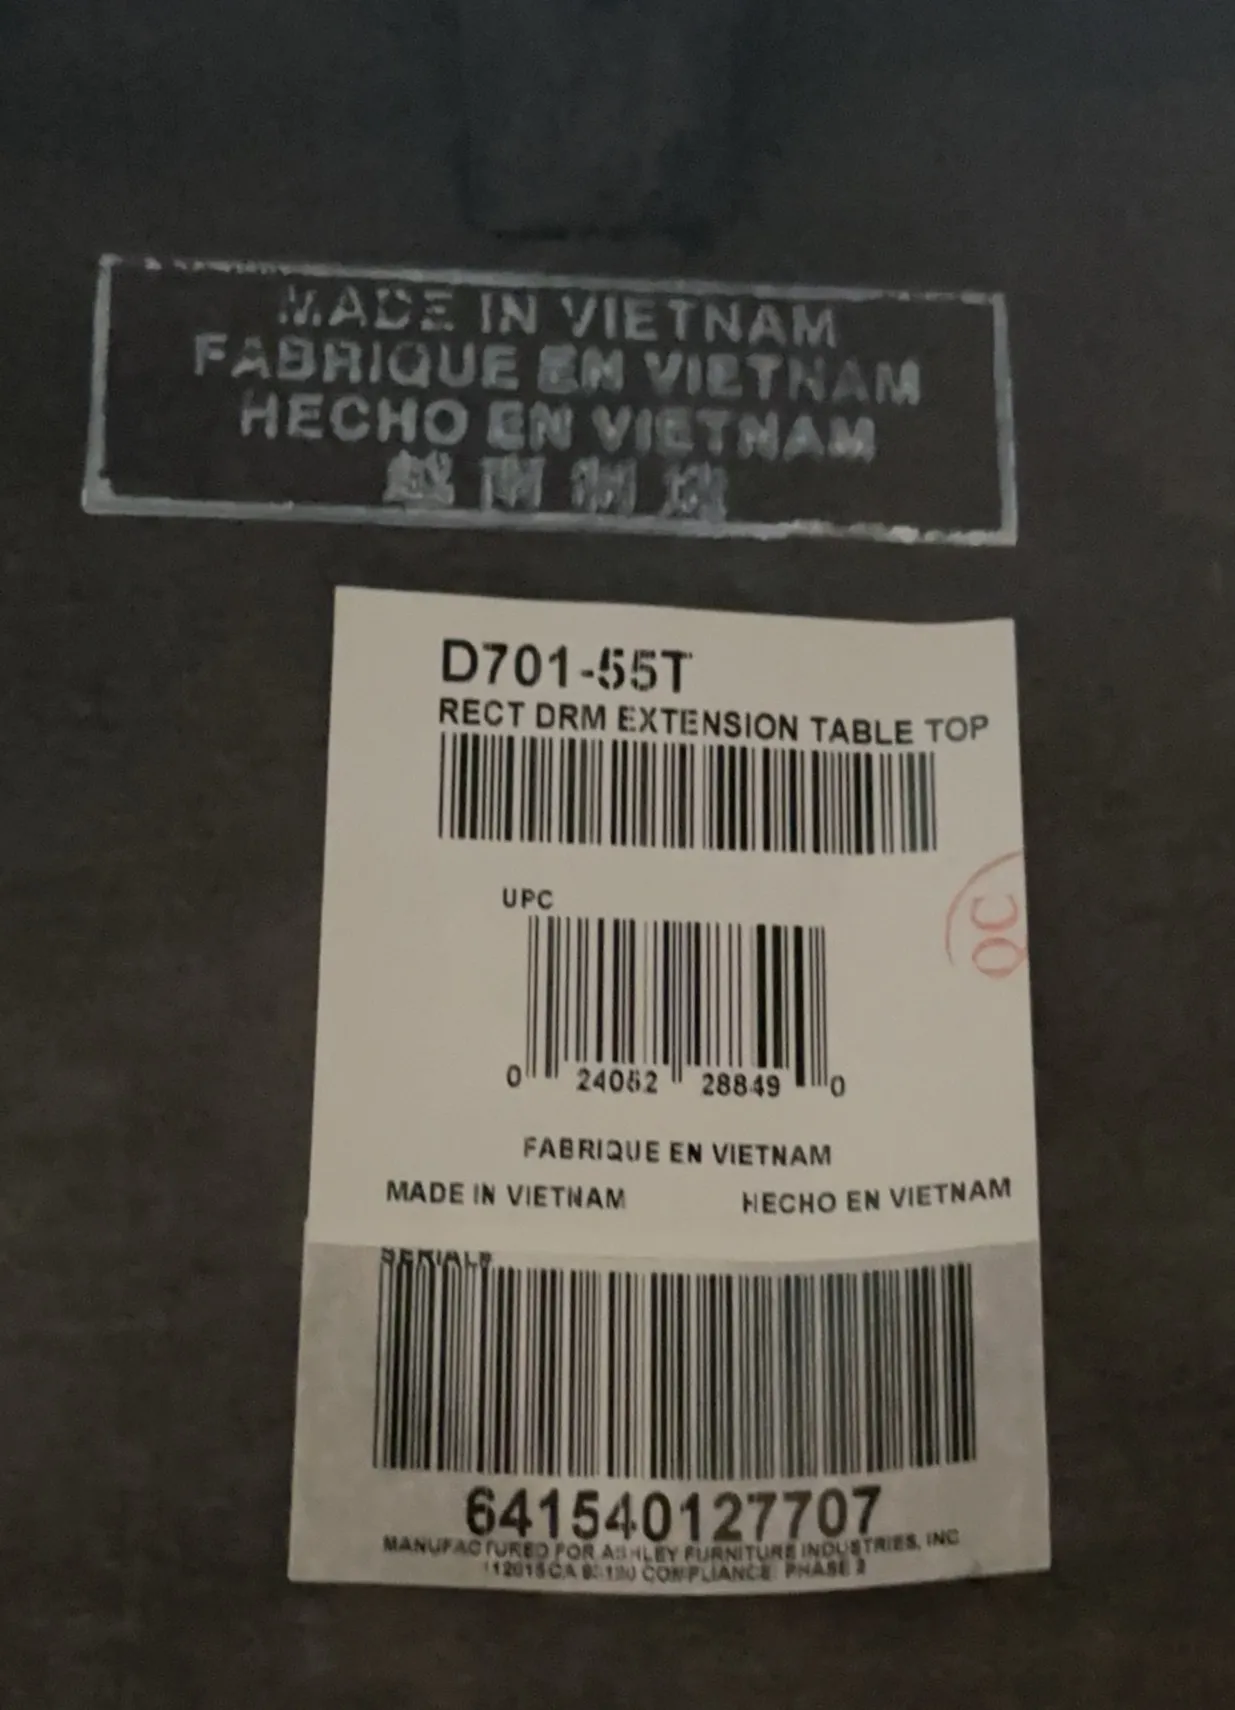 MADE IN VIETNAM
FABRIQUE EN VIETNAM
HECHO EN VIETNAM
越南制造
D701-55T
RECT DRM EXTENSION TABLE TOP
UPC
0 24052 28849 0
QC
FABRIQUE EN VIETNAM
MADE IN VIETNAM HECHO EN VIETNAM
SERIAL#
641540127707
MANUFACTURED FOR ASHLEY FURNITURE INDUSTRIES, INC
COMPLIANCE PHASE 2